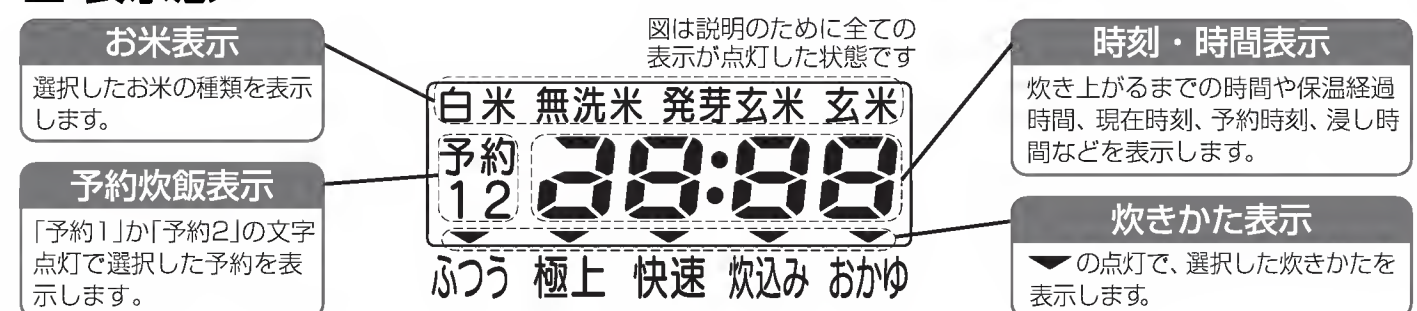 図は説明のために全ての
表示が点灯した状態です
お米表示
選択したお米の種類を表示
します。
予約炊飯表示
「予約1」か「予約2」の文字
点灯で選択した予約を表
示します。
白米 無洗米 発芽玄米 玄米
予約
12
28:88
ふつう 極上 快速 炊込み おかゆ
時刻・時間表示
炊き上がるまでの時間や保温経過
時間、現在時刻、予約時刻、浸し時
間などを表示します。
炊きかた表示
▼の点灯で、選択した炊きかたを
表示します。